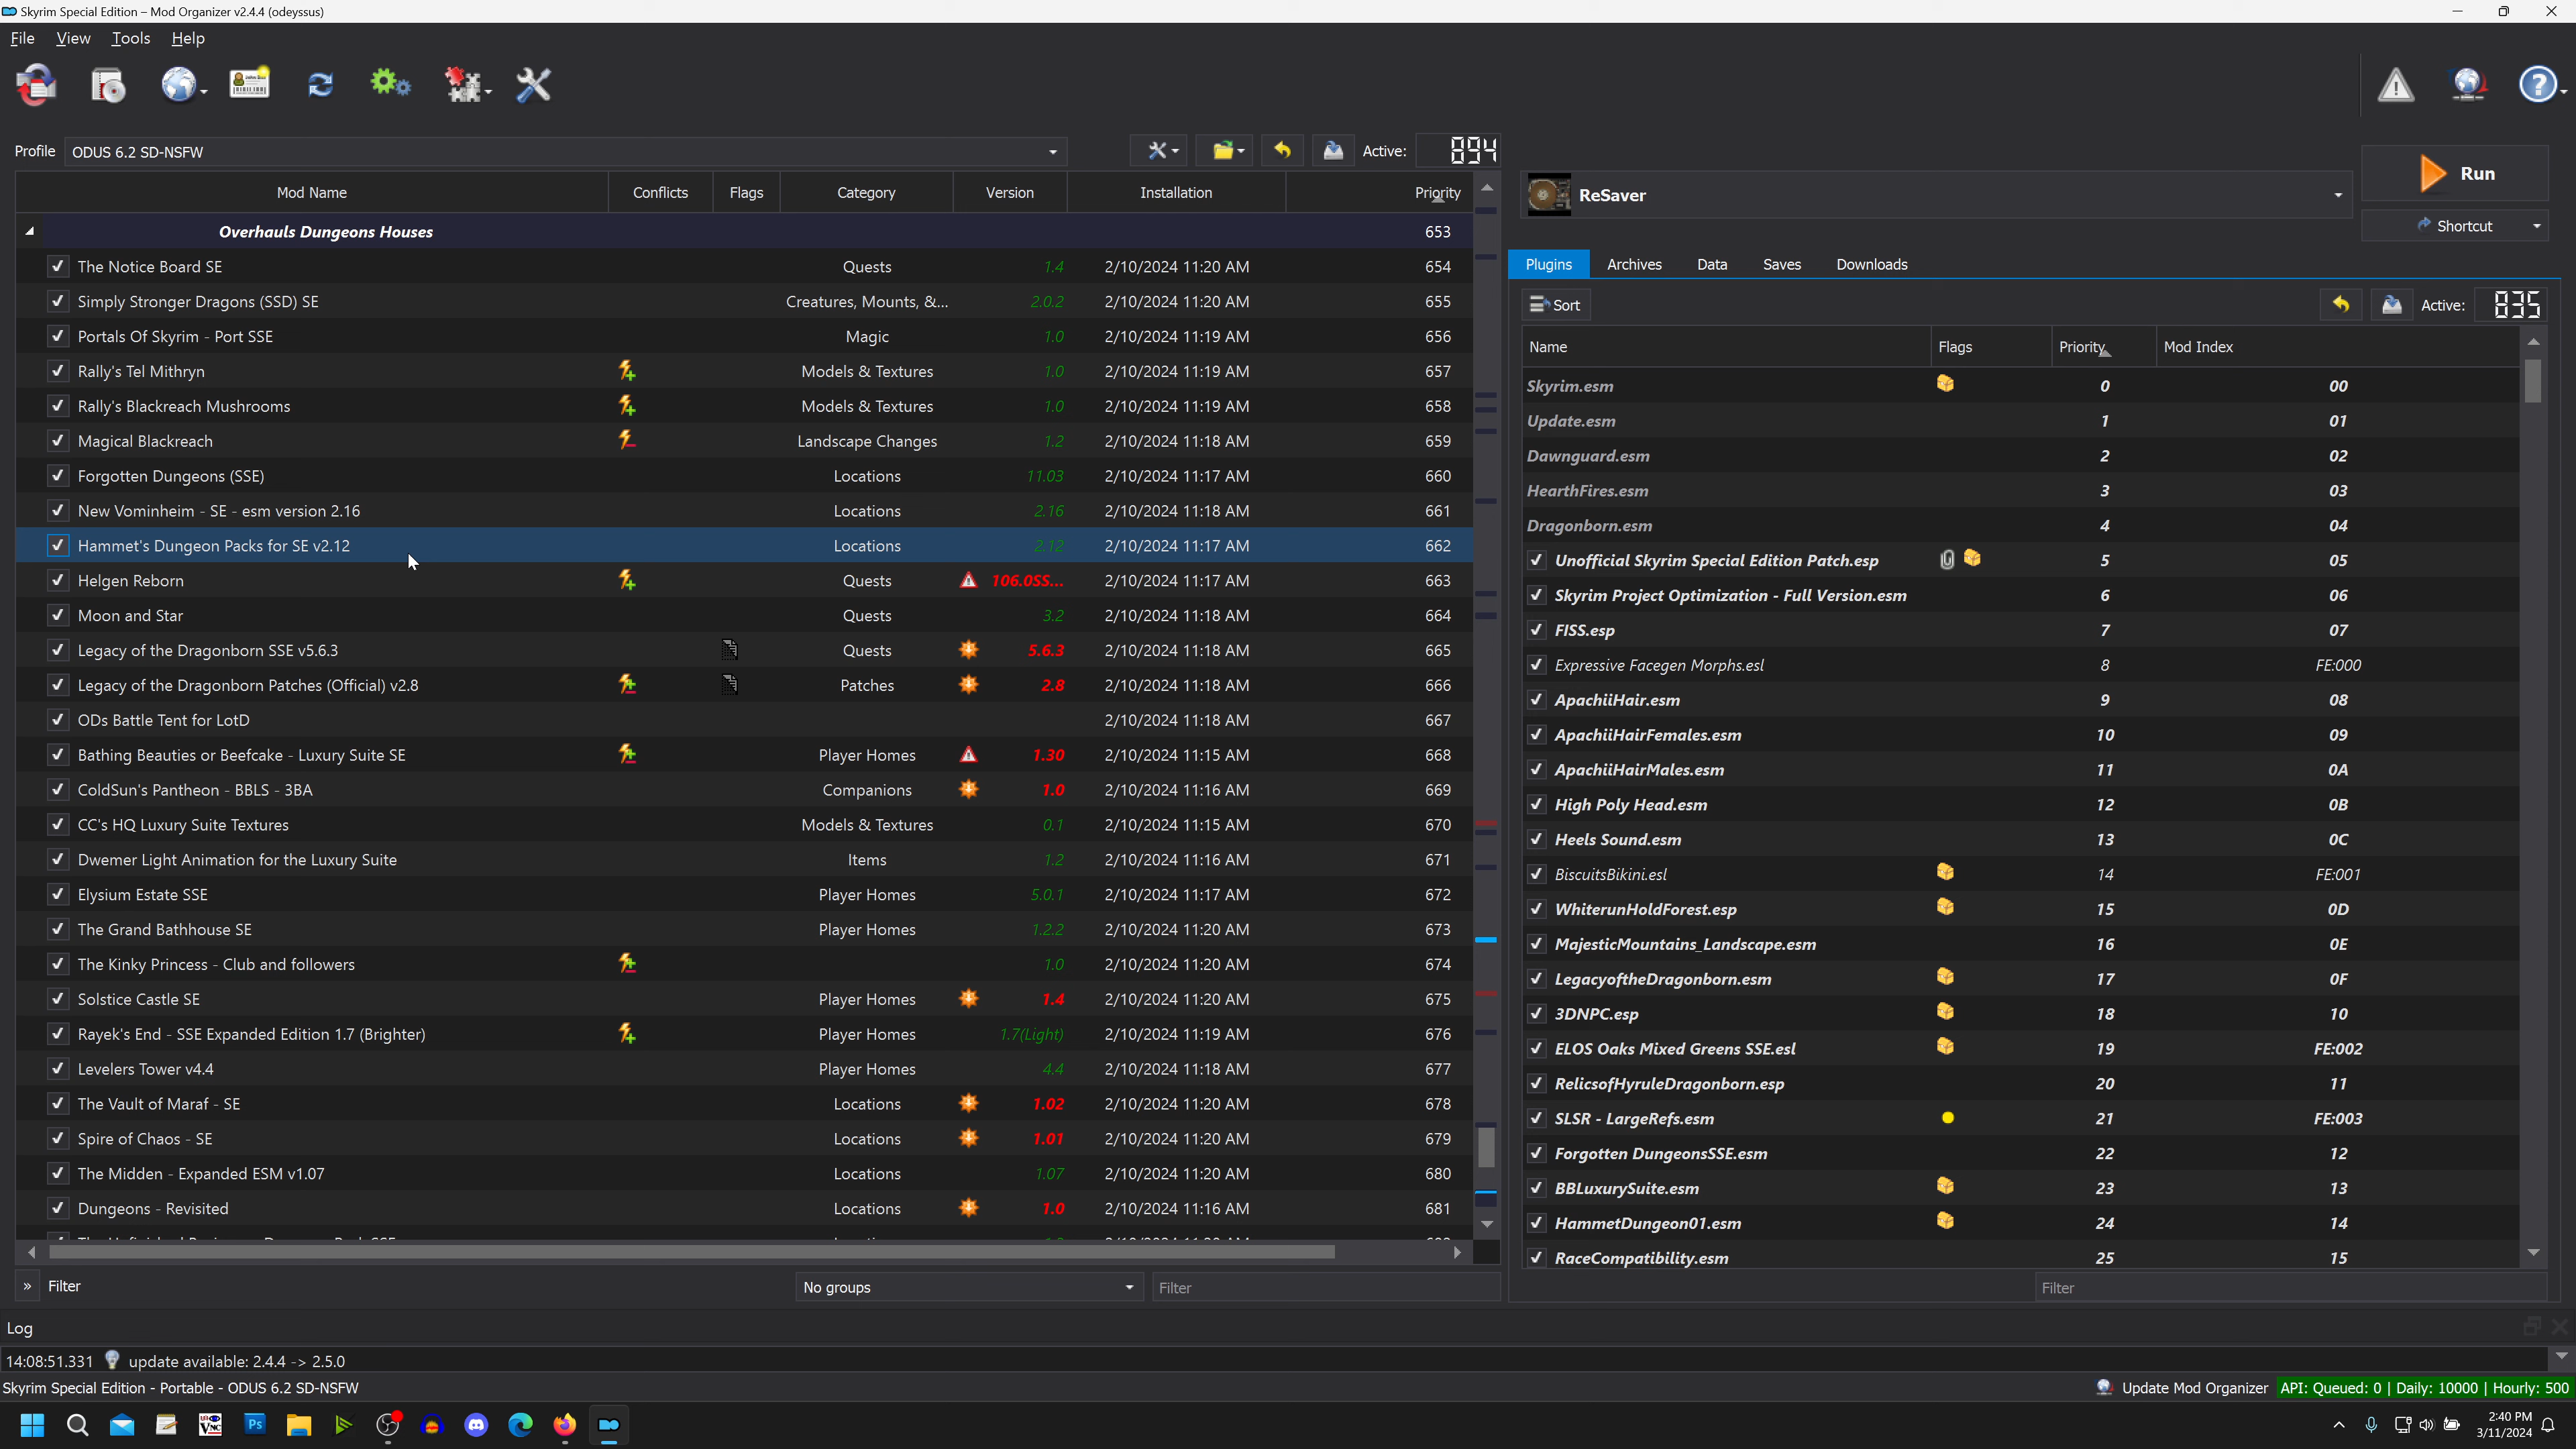 Skyrim Special Edition – Mod Organizer v2.4.4 (odeyssus)
File View Tools Help
Profile ODUS 6.2 SD-NSFW Active: 894
Mod Name Conflicts Flags Category Version Installation Priority
Overhauls Dungeons Houses 653
The Notice Board SE Quests 1.4 2/10/2024 11:20 AM 654
Simply Stronger Dragons (SSD) SE Creatures, Mounts, &... 2.0.2 2/10/2024 11:20 AM 655
Portals Of Skyrim - Port SSE Magic 1.0 2/10/2024 11:19 AM 656
Rally's Tel Mithryn Models & Textures 1.0 2/10/2024 11:19 AM 657
Rally's Blackreach Mushrooms Models & Textures 1.0 2/10/2024 11:19 AM 658
Magical Blackreach Landscape Changes 1.2 2/10/2024 11:18 AM 659
Forgotten Dungeons (SSE) Locations 11.03 2/10/2024 11:17 AM 660
New Vominheim - SE - esm version 2.16 Locations 2.16 2/10/2024 11:18 AM 661
Hammet's Dungeon Packs for SE v2.12 Locations 2.12 2/10/2024 11:17 AM 662
Helgen Reborn Quests 106.0SS... 2/10/2024 11:17 AM 663
Moon and Star Quests 3.2 2/10/2024 11:18 AM 664
Legacy of the Dragonborn SSE v5.6.3 Quests 5.6.3 2/10/2024 11:18 AM 665
Legacy of the Dragonborn Patches (Official) v2.8 Patches 2.8 2/10/2024 11:18 AM 666
ODs Battle Tent for LotD 2/10/2024 11:18 AM 667
Bathing Beauties or Beefcake - Luxury Suite SE Player Homes 1.30 2/10/2024 11:15 AM 668
ColdSun's Pantheon - BBLS - 3BA Companions 1.0 2/10/2024 11:16 AM 669
CC's HQ Luxury Suite Textures Models & Textures 0.1 2/10/2024 11:15 AM 670
Dwemer Light Animation for the Luxury Suite Items 1.2 2/10/2024 11:16 AM 671
Elysium Estate SSE Player Homes 5.0.1 2/10/2024 11:17 AM 672
The Grand Bathhouse SE Player Homes 1.2.2 2/10/2024 11:20 AM 673
The Kinky Princess - Club and followers 1.0 2/10/2024 11:20 AM 674
Solstice Castle SE Player Homes 1.4 2/10/2024 11:20 AM 675
Rayek's End - SSE Expanded Edition 1.7 (Brighter) Player Homes 1.7(Light) 2/10/2024 11:19 AM 676
Levelers Tower v4.4 Player Homes 4.4 2/10/2024 11:18 AM 677
The Vault of Maraf - SE Locations 1.02 2/10/2024 11:20 AM 678
Spire of Chaos - SE Locations 1.01 2/10/2024 11:20 AM 679
The Midden - Expanded ESM v1.07 Locations 1.07 2/10/2024 11:20 AM 680
Dungeons - Revisited Locations 1.0 2/10/2024 11:16 AM 681
Filter No groups Filter
ReSaver Run
Shortcut
Plugins Archives Data Saves Downloads
Sort Active: 835
Name Flags Priority Mod Index
Skyrim.esm 0 00
Update.esm 1 01
Dawnguard.esm 2 02
HearthFires.esm 3 03
Dragonborn.esm 4 04
Unofficial Skyrim Special Edition Patch.esp 5 05
Skyrim Project Optimization - Full Version.esm 6 06
FISS.esp 7 07
Expressive Facegen Morphs.esl 8 FE:000
ApachiiHair.esm 9 08
ApachiiHairFemales.esm 10 09
ApachiiHairMales.esm 11 0A
High Poly Head.esm 12 0B
Heels Sound.esm 13 0C
BiscuitsBikini.esl 14 FE:001
WhiterunHoldForest.esp 15 0D
MajesticMountains_Landscape.esm 16 0E
LegacyoftheDragonborn.esm 17 0F
3DNPC.esp 18 10
ELOS Oaks Mixed Greens SSE.esl 19 FE:002
RelicsofHyruleDragonborn.esp 20 11
SLSR - LargeRefs.esm 21 FE:003
Forgotten DungeonsSSE.esm 22 12
BBLuxurySuite.esm 23 13
HammetDungeon01.esm 24 14
RaceCompatibility.esm 25 15
Filter
Log
14:08:51.331 update available: 2.4.4 -> 2.5.0
Skyrim Special Edition - Portable - ODUS 6.2 SD-NSFW Update Mod Organizer API: Queued: 0 | Daily: 10000 | Hourly: 500
Ps
2:40 PM
3/11/2024